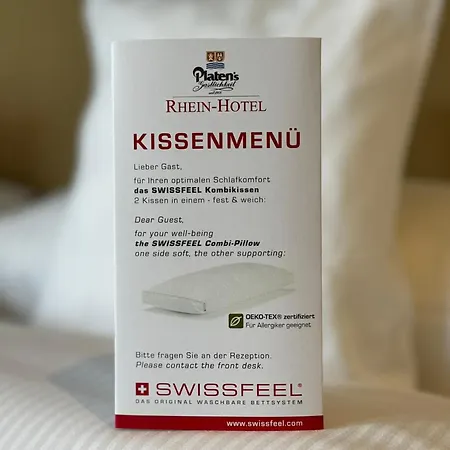 Platen's
Gastlichkeit
RHEIN-HOTEL
KISSENMENÜ
Lieber Gast,
für Ihren optimalen Schlafkomfort
das SWISSFEEL Kombikissen
2 Kissen in einem - fest & weich:
Dear Guest,
for your well-being
the SWISSFEEL Combi-Pillow
one side soft, the other supporting:
OEKO-TEX® zertifiziert
Für Allergiker geeignet
Bitte fragen Sie an der Rezeption.
Please contact the front desk.
SWISSFEEL®
DAS ORIGINAL WASCHBARE BETTSYSTEM
www.swissfeel.com